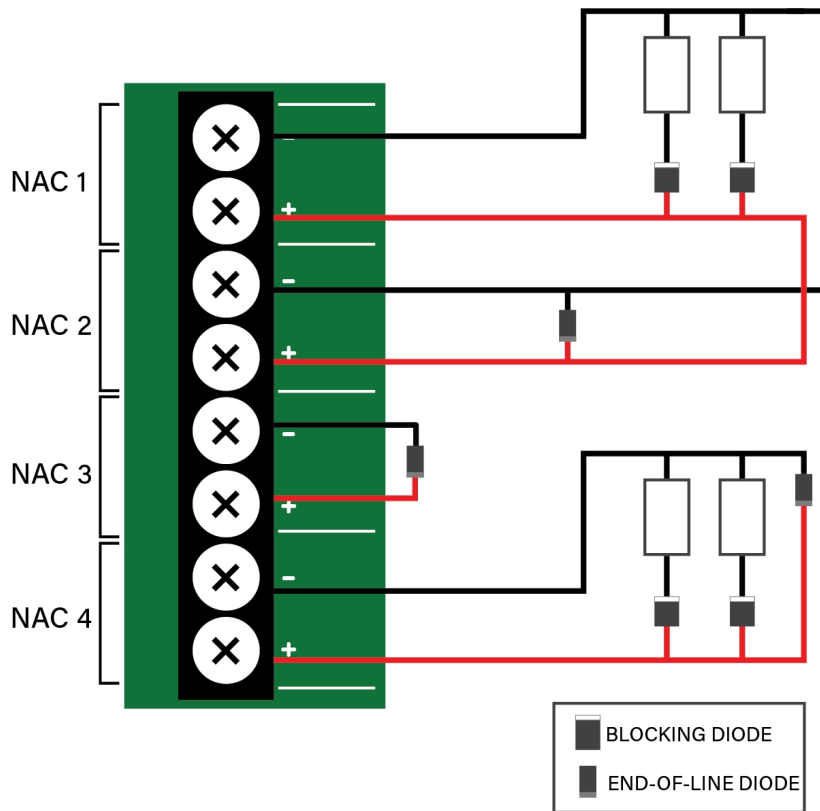 NAC 1
-
+
NAC 2
-
+
NAC 3
-
+
NAC 4
-
+
BLOCKING DIODE
END-OF-LINE DIODE